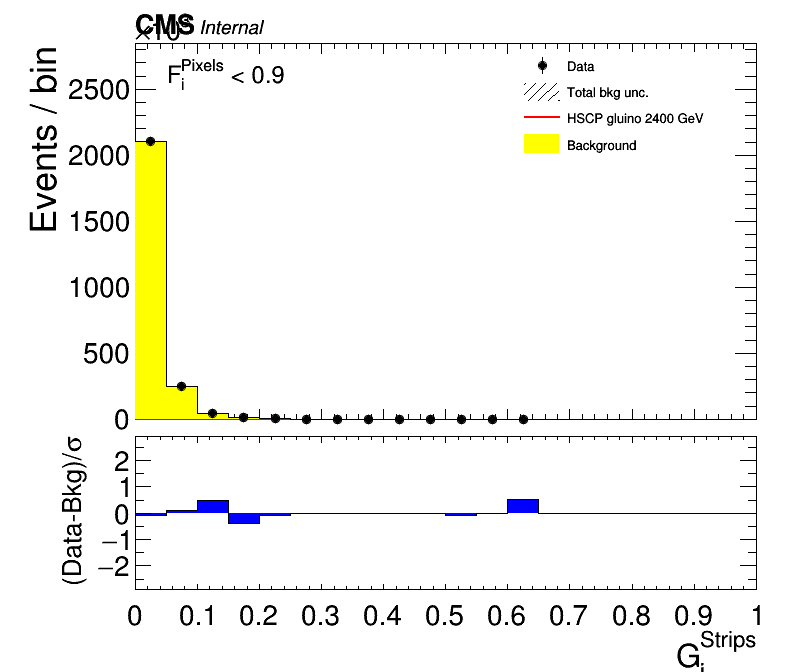 CMS Internal
F_i^Pixels < 0.9
Data
Total bkg unc.
HSCP gluino 2400 GeV
Background
Events / bin
2500
2000
1500
1000
500
0
(Data-Bkg)/σ
2
1
0
−1
−2
0 0.1 0.2 0.3 0.4 0.5 0.6 0.7 0.8 0.9 1
G_i^Strips